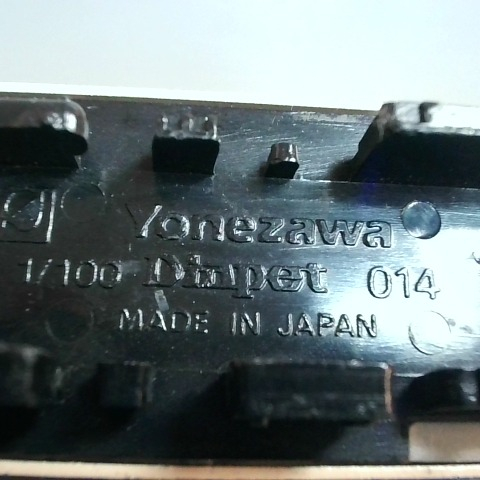 Yonezawa
1/100 Diapet 014
MADE IN JAPAN